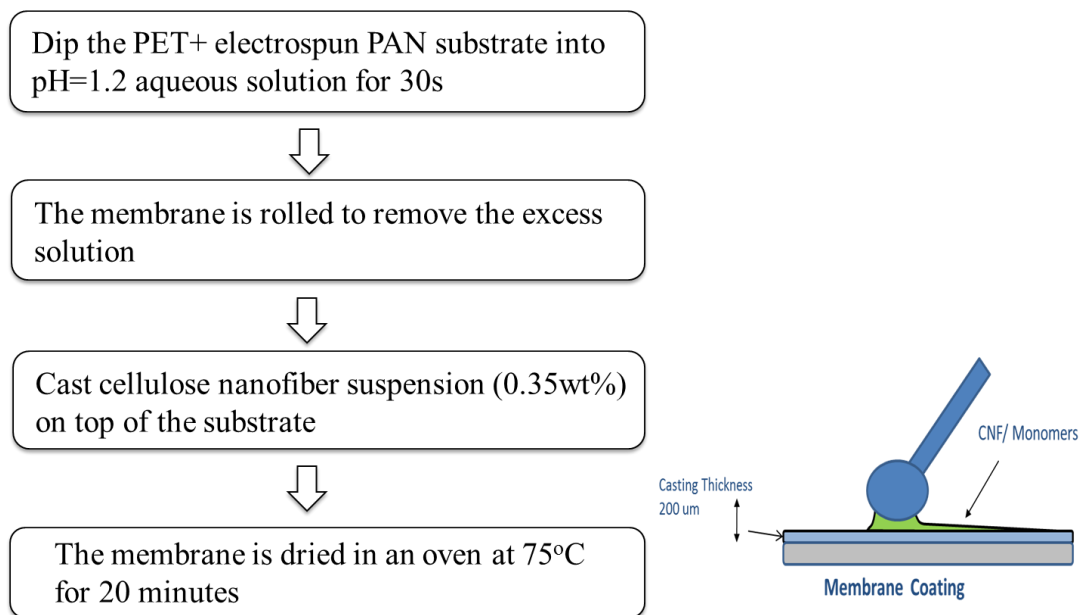 Dip the PET+ electrospun PAN substrate into
pH=1.2 aqueous solution for 30s
The membrane is rolled to remove the excess
solution
Cast cellulose nanofiber suspension (0.35wt%)
on top of the substrate
The membrane is dried in an oven at 75°C
for 20 minutes
CNF/ Monomers
Casting Thickness
200 um
Membrane Coating